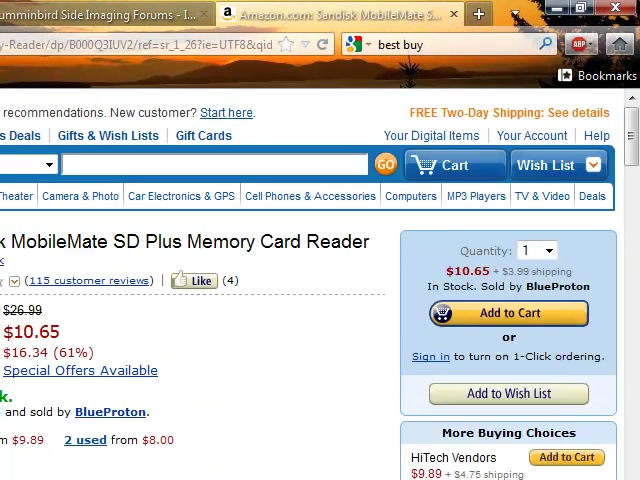 umminbird Side Imaging Forums - I...
Amazon.com: Sandisk MobileMate S...
y-Reader/dp/B000Q3IUV2/ref=sr_1_26?ie=UTF8&qid
best buy
ABP
Bookmarks
recommendations. New customer? Start here.
FREE Two-Day Shipping: See details
s Deals
Gifts & Wish Lists
Gift Cards
Your Digital Items
Your Account
Help
GO
Cart
Wish List
Theater
Camera & Photo
Car Electronics & GPS
Cell Phones & Accessories
Computers
MP3 Players
TV & Video
Deals
k MobileMate SD Plus Memory Card Reader
k
(115 customer reviews)
Like
(4)
$26.99
$10.65
$16.34 (61%)
Special Offers Available
k.
and sold by BlueProton.
m $9.89
2 used from $8.00
Quantity: 1
$10.65 + $3.99 shipping
In Stock. Sold by BlueProton
Add to Cart
or
Sign in to turn on 1-Click ordering.
Add to Wish List
More Buying Choices
HiTech Vendors
Add to Cart
$9.89 + $4.75 shipping